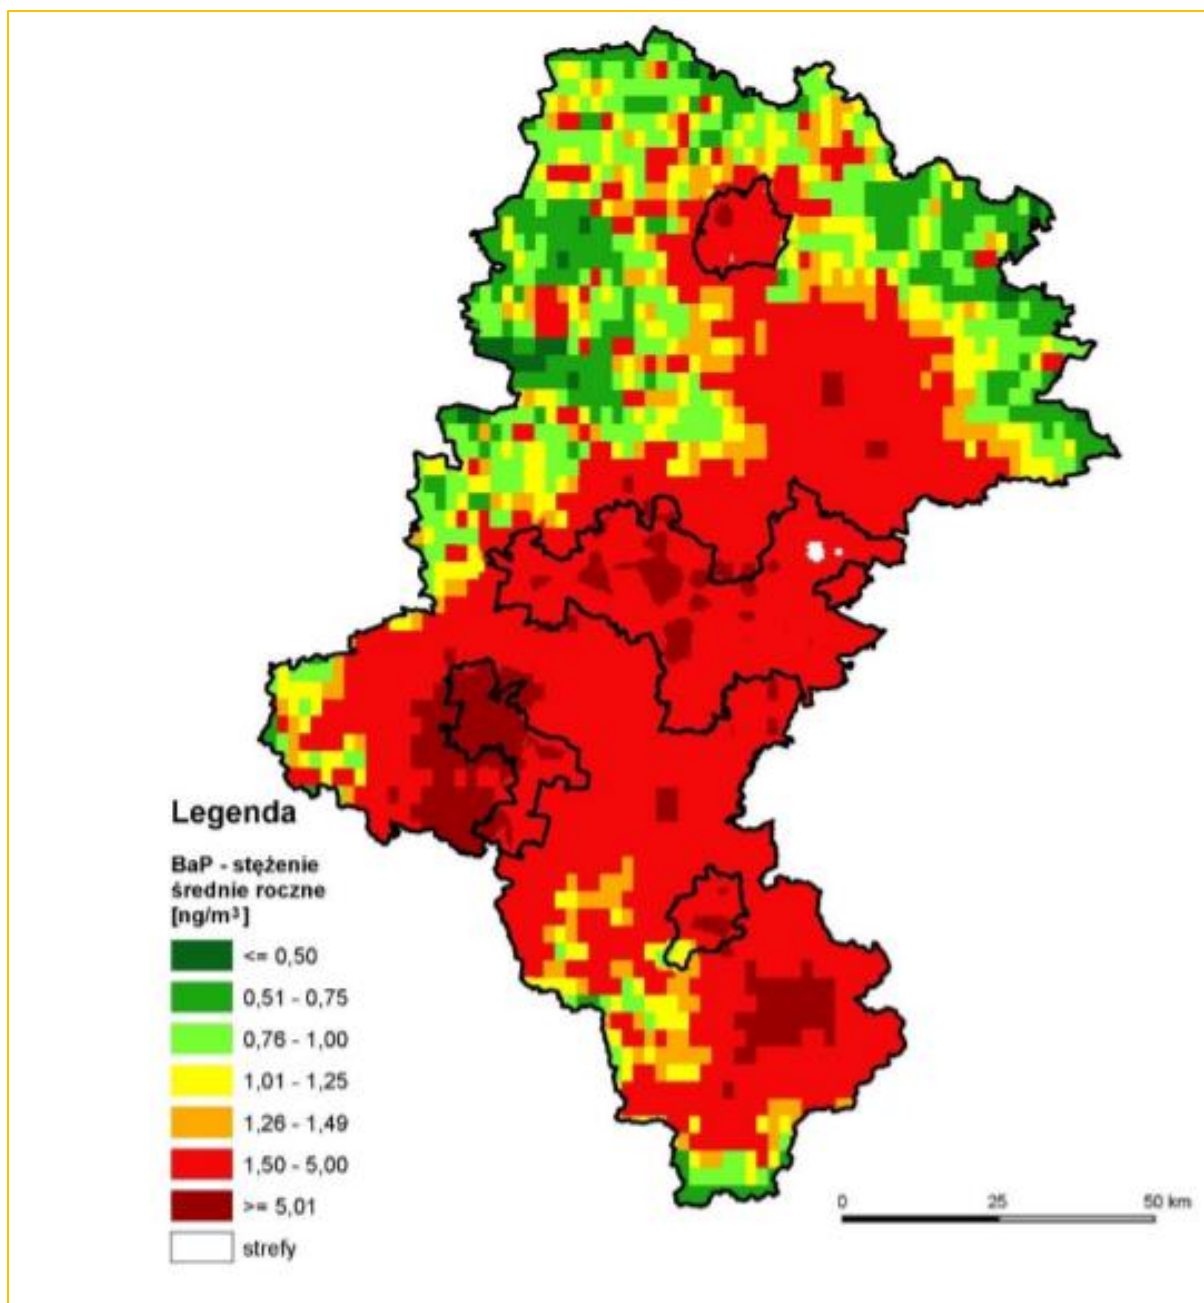 Legenda
BaP - stężenie
średnie roczne
[ng/m³]
<= 0,50
0,51 - 0,75
0,76 - 1,00
1,01 - 1,25
1,26 - 1,49
1,50 - 5,00
>= 5,01
strefy
0 25 50 km